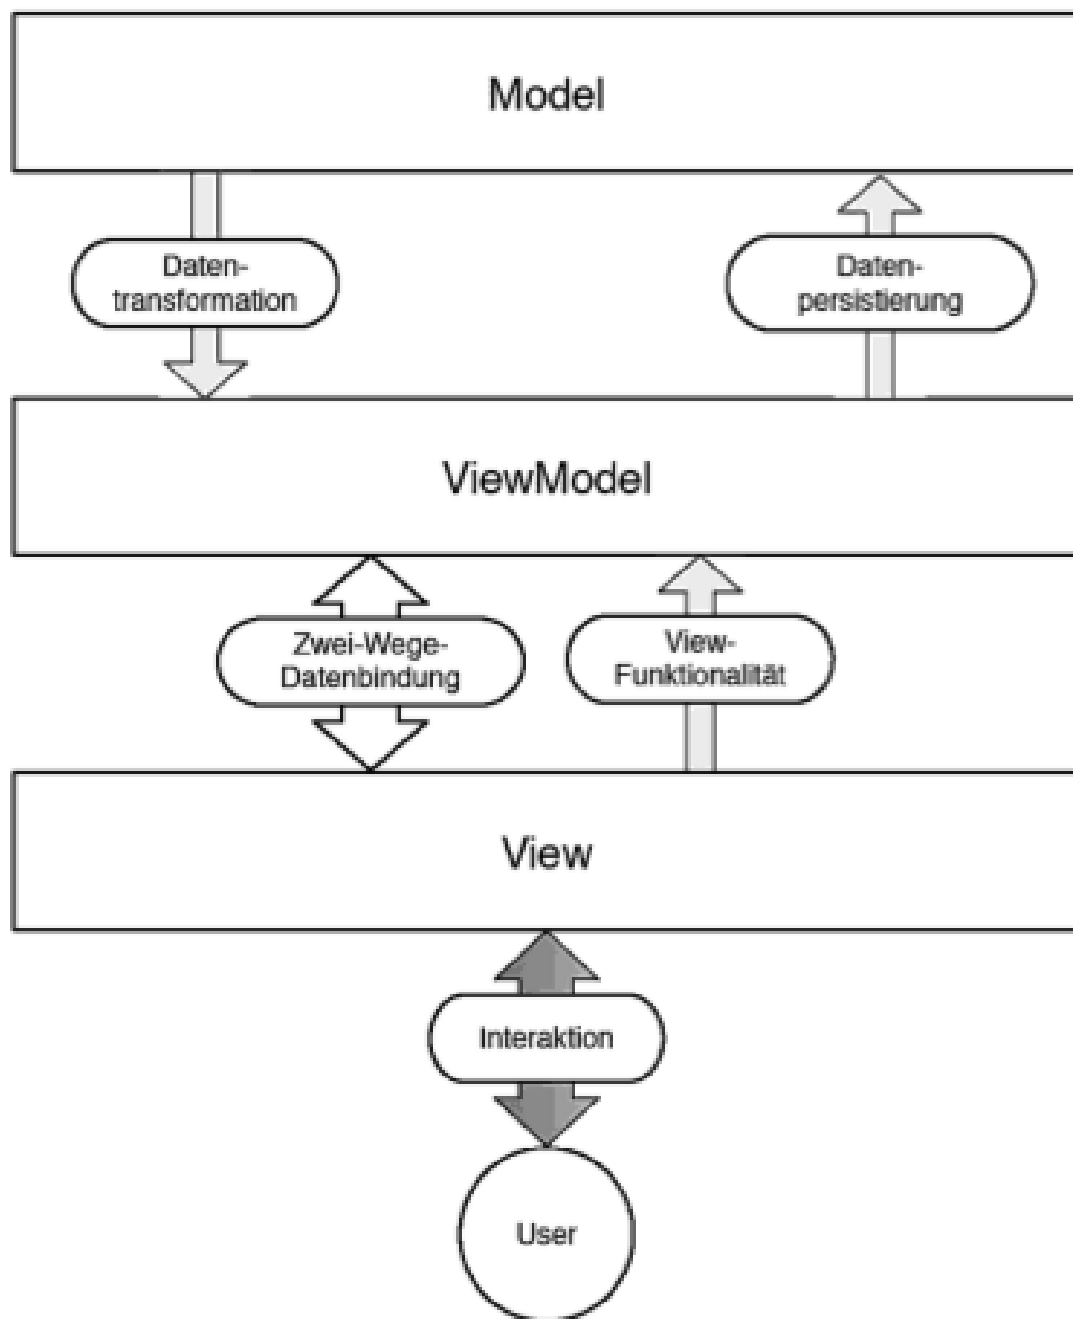 Model
Daten-
transformation
Daten-
persistierung
ViewModel
Zwei-Wege-
Datenbindung
View-
Funktionalität
View
Interaktion
User